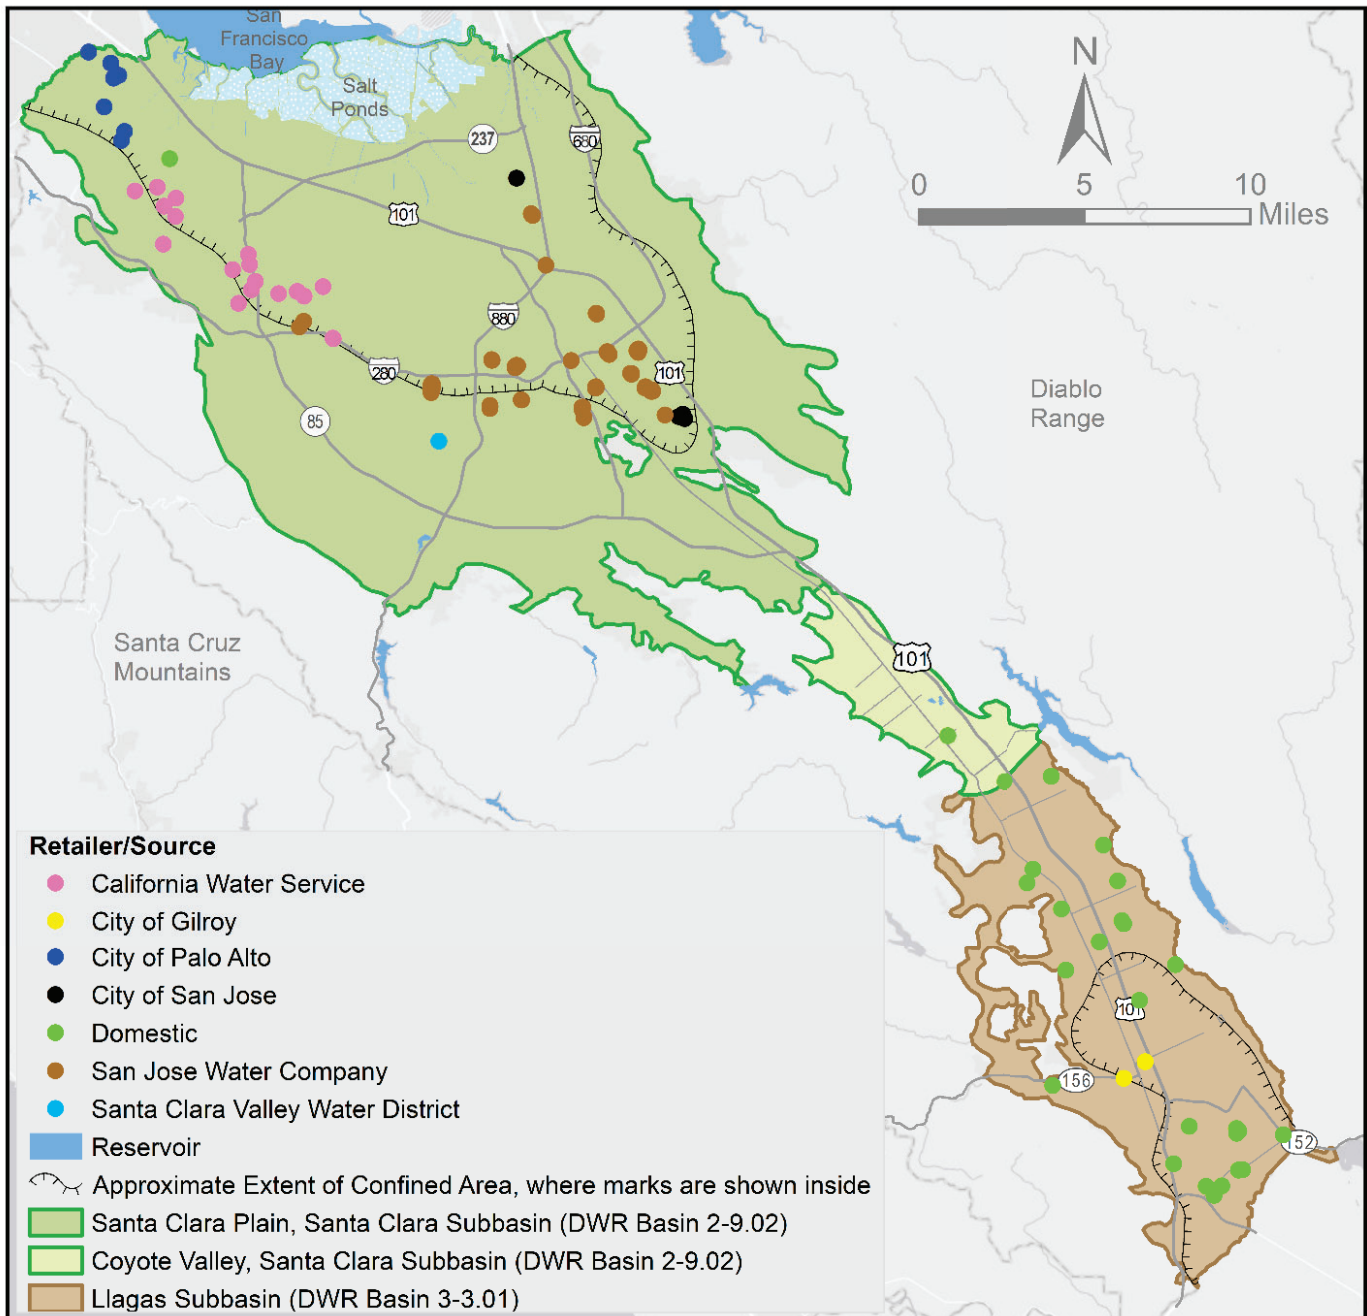 San
Francisco
Bay
Salt
Ponds
237
680
N
0 5 10
Miles
101
880
280
101
85
Diablo
Range
Santa Cruz
Mountains
101
Retailer/Source
California Water Service
City of Gilroy
City of Palo Alto
City of San Jose
Domestic
San Jose Water Company
Santa Clara Valley Water District
Reservoir
Approximate Extent of Confined Area, where marks are shown inside
Santa Clara Plain, Santa Clara Subbasin (DWR Basin 2-9.02)
Coyote Valley, Santa Clara Subbasin (DWR Basin 2-9.02)
Llagas Subbasin (DWR Basin 3-3.01)
101
156
152